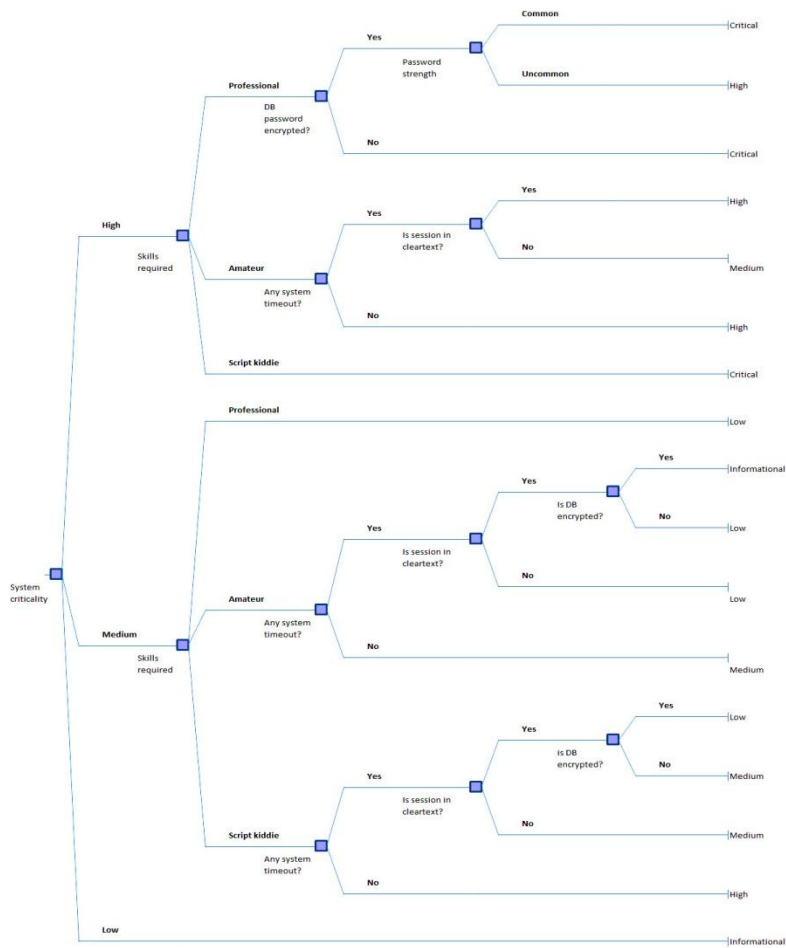 Common
Critical
Yes
Password
strength
Uncommon
High
Professional
DB
password
encrypted?
No
Critical
Yes
High
Yes
Is session in
cleartext?
No
Medium
High
Skills
required
Amateur
Any system
timeout?
No
High
Script kiddie
Critical
Professional
Low
Yes
Informational
Yes
Is DB
encrypted?
No
Low
Yes
Is session in
cleartext?
No
Low
System
criticality
Amateur
Any system
timeout?
Medium
Skills
required
No
Medium
Yes
Low
Yes
is DB
encrypted?
No
Medium
Yes
Is session in
cleartext?
No
Medium
Script kiddie
Any system
timeout?
No
High
Low
Informational